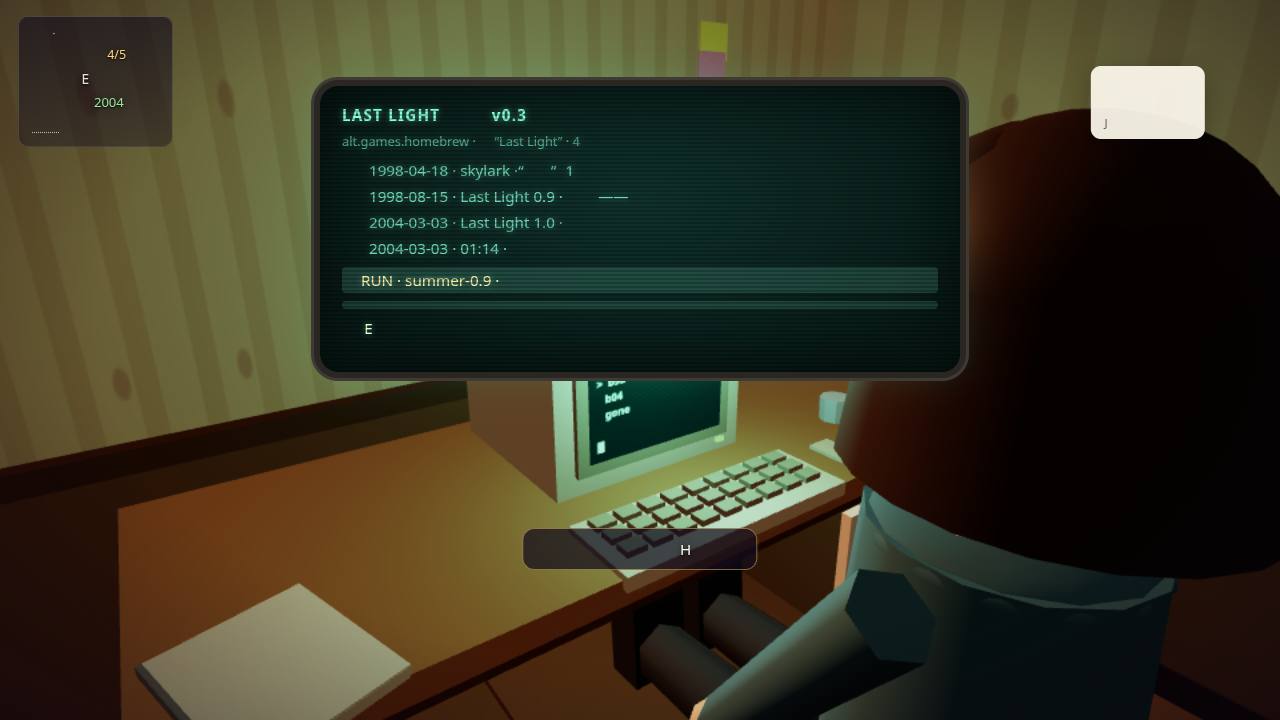 4/5
E
2004
LAST LIGHT v0.3
alt.games.homebrew · “Last Light” · 4
1998-04-18 · skylark ·“ ” 1
1998-08-15 · Last Light 0.9 · ——
2004-03-03 · Last Light 1.0 ·
2004-03-03 · 01:14 ·
RUN · summer-0.9 ·
E
J
b04
gone
H